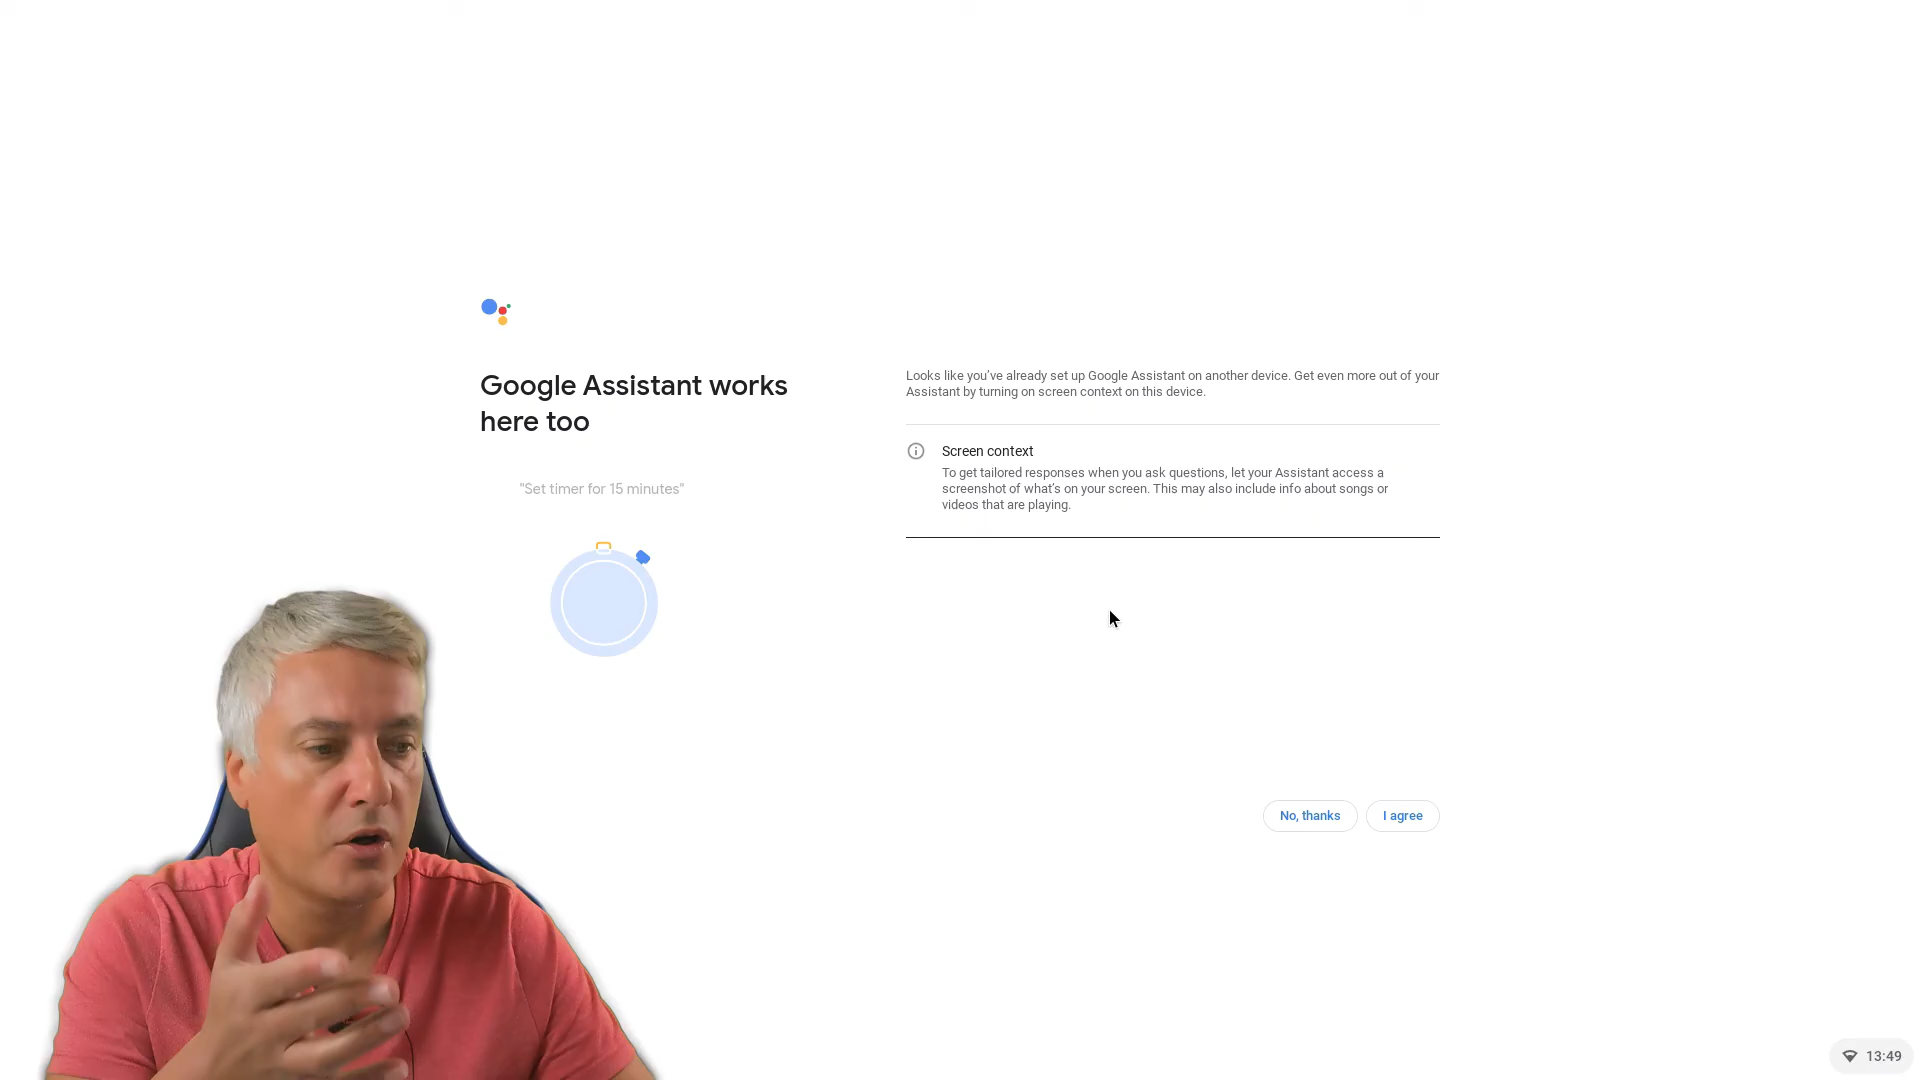 Google Assistant works
here too
"Set timer for 15 minutes"
Looks like you’ve already set up Google Assistant on another device. Get even more out of your
Assistant by turning on screen context on this device.
Screen context
To get tailored responses when you ask questions, let your Assistant access a
screenshot of what’s on your screen. This may also include info about songs or
videos that are playing.
No, thanks
I agree
13:49